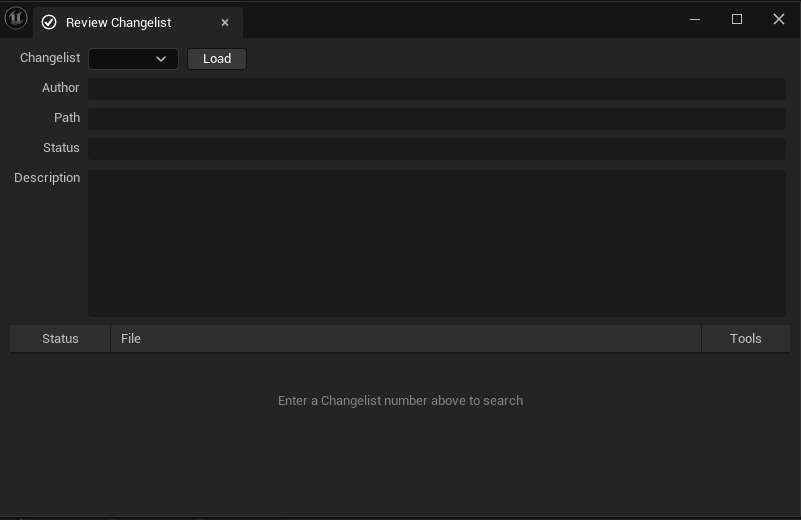 Review Changelist
Changelist
Load
Author
Path
Status
Description
Status File Tools
Enter a Changelist number above to search